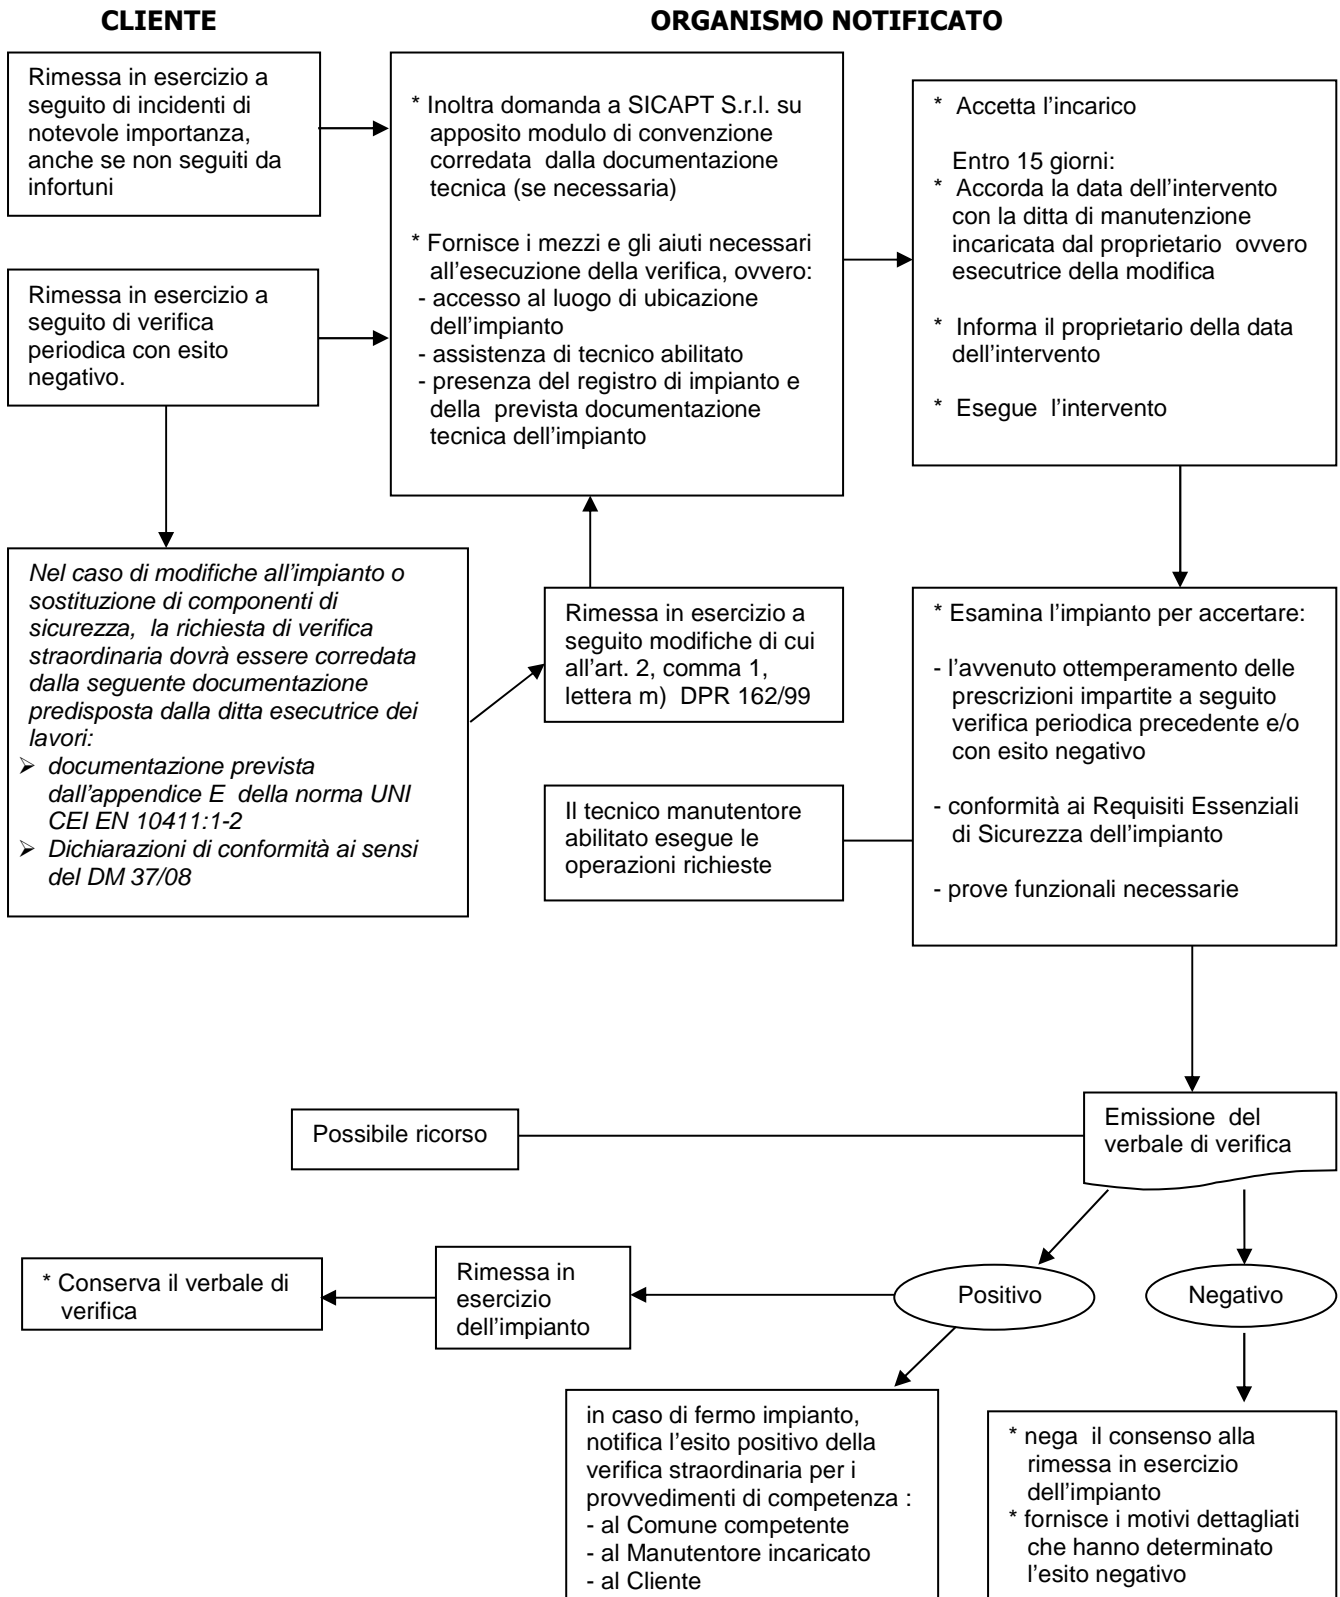 CLIENTE
ORGANISMO NOTIFICATO
Rimessa in esercizio a
seguito di incidenti di
notevole importanza,
anche se non seguiti da
infortuni
* Inoltra domanda a SICAPT S.r.l. su
apposito modulo di convenzione
corredata dalla documentazione
tecnica (se necessaria)
* Fornisce i mezzi e gli aiuti necessari
all'esecuzione della verifica, ovvero:
- accesso al luogo di ubicazione
dell'impianto
- assistenza di tecnico abilitato
- presenza del registro di impianto e
della prevista documentazione
tecnica dell'impianto
* Accetta l'incarico
Entro 15 giorni:
* Accorda la data dell'intervento
con la ditta di manutenzione
incaricata dal proprietario ovvero
esecutrice della modifica
* Informa il proprietario della data
dell'intervento
* Esegue l'intervento
Rimessa in esercizio a
seguito di verifica
periodica con esito
negativo.
Nel caso di modifiche all'impianto o
sostituzione di componenti di
sicurezza, la richiesta di verifica
straordinaria dovrà essere corredata
dalla seguente documentazione
predisposta dalla ditta esecutrice dei
lavori:
➢ documentazione prevista
dall'appendice E della norma UNI
CEI EN 10411:1-2
➢ Dichiarazioni di conformità ai sensi
del DM 37/08
Rimessa in esercizio a
seguito modifiche di cui
all'art. 2, comma 1,
lettera m) DPR 162/99
Il tecnico manutentore
abilitato esegue le
operazioni richieste
* Esamina l'impianto per accertare:
- l'avvenuto ottemperamento delle
prescrizioni impartite a seguito
verifica periodica precedente e/o
con esito negativo
- conformità ai Requisiti Essenziali
di Sicurezza dell'impianto
- prove funzionali necessarie
Possibile ricorso
Emissione del
verbale di verifica
* Conserva il verbale di
verifica
Rimessa in
esercizio
dell'impianto
Positivo
Negativo
in caso di fermo impianto,
notifica l'esito positivo della
verifica straordinaria per i
provvedimenti di competenza :
- al Comune competente
- al Manutentore incaricato
- al Cliente
* nega il consenso alla
rimessa in esercizio
dell'impianto
* fornisce i motivi dettagliati
che hanno determinato
l'esito negativo